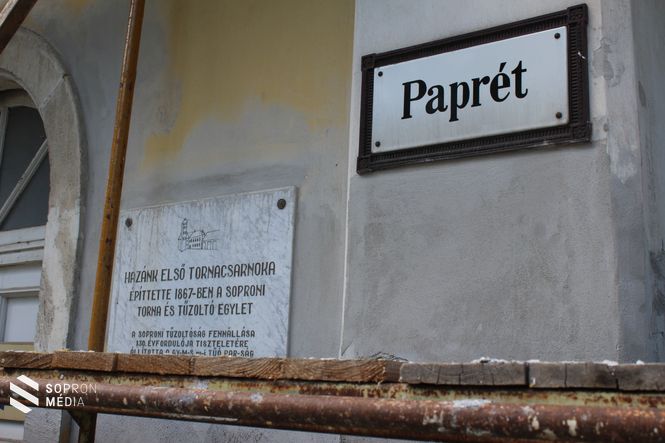 Paprét
HAZÁNK ELSŐ TORNACSARNOKA
ÉPÍTTETTE 1867-BEN A SOPRONI
TORNA ÉS TŰZOLTÓ EGYLET
A SOPRONI TŰZOLTÓSÁG FENNÁLLÁSA
130. ÉVFORDULÓJA TISZTELETÉRE
ÁLLÍTOTTA A
SOPRON
MÉDIA